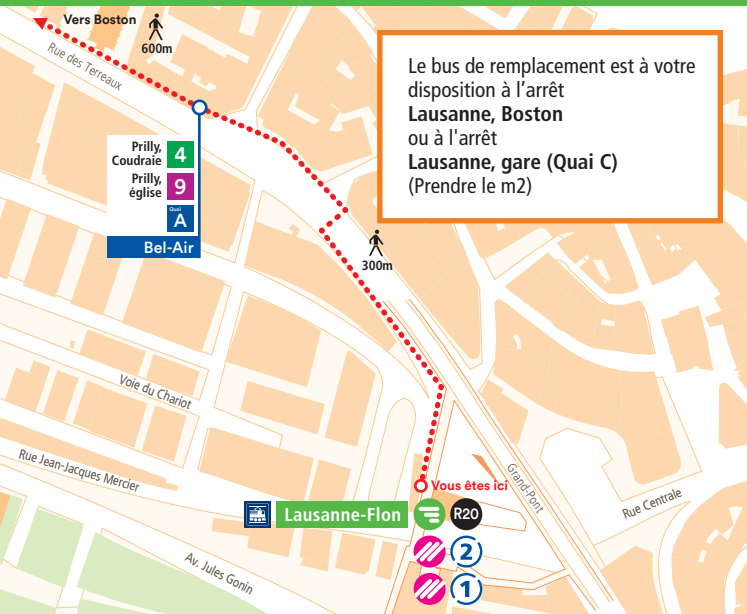 Vers Boston
600m
Rue des Terreaux
Le bus de remplacement est à votre
disposition à l'arrêt
Lausanne, Boston
ou à l'arrêt
Lausanne, gare (Quai C)
(Prendre le m2)
Prilly,
Coudraie 4
Prilly,
église 9
Quai
A
Bel-Air
300m
Voie du Chariot
Rue Jean-Jacques Mercier
Vous êtes ici
Grand-Pont
Rue Centrale
Lausanne-Flon R20
2
1
Av. Jules Gonin